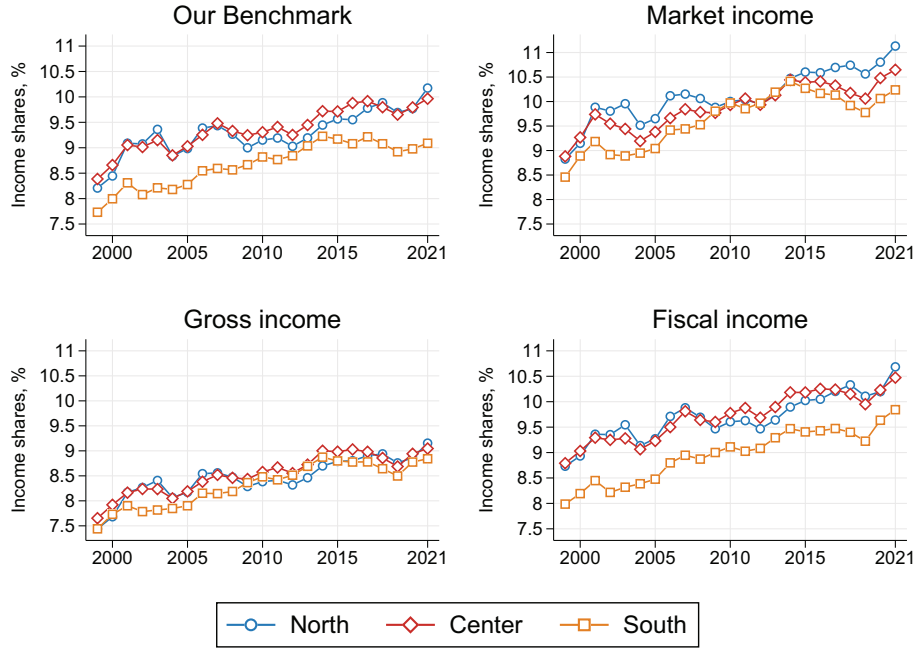 Our Benchmark
Income shares, %
11
10.5
10
9.5
9
8.5
8
7.5
2000 2005 2010 2015 2021
Market income
Income shares, %
11
10.5
10
9.5
9
8.5
8
7.5
2000 2005 2010 2015 2021
Gross income
Income shares, %
11
10.5
10
9.5
9
8.5
8
7.5
2000 2005 2010 2015 2021
Fiscal income
Income shares, %
11
10.5
10
9.5
9
8.5
8
7.5
2000 2005 2010 2015 2021
North Center South